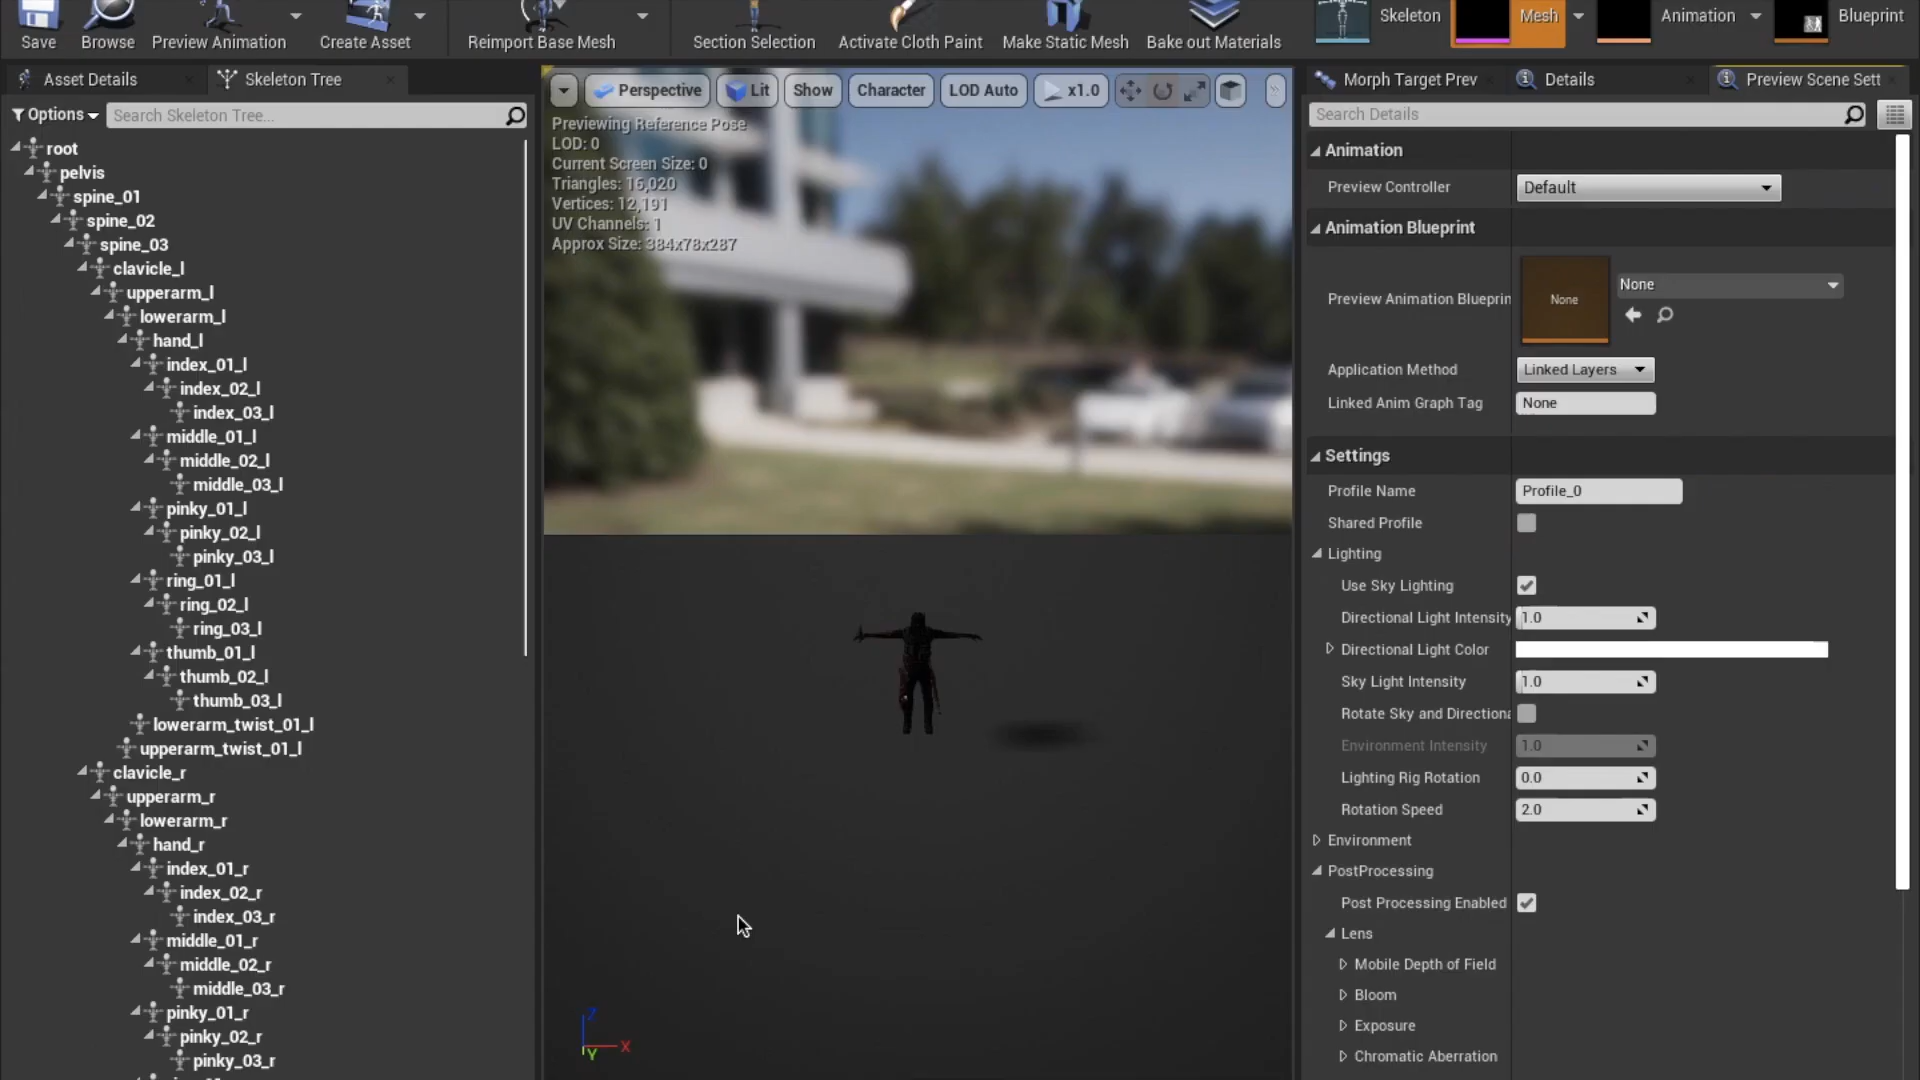 Save
Browse
Preview Animation
Create Asset
Reimport Base Mesh
Section Selection
Activate Cloth Paint
Make Static Mesh
Bake out Materials
Skeleton
Mesh
Animation
Blueprint
Asset Details
Skeleton Tree
Options
Search Skeleton Tree...
root
pelvis
spine_01
spine_02
spine_03
clavicle_l
upperarm_l
lowerarm_l
hand_l
index_01_l
index_02_l
index_03_l
middle_01_l
middle_02_l
middle_03_l
pinky_01_l
pinky_02_l
pinky_03_l
ring_01_l
ring_02_l
ring_03_l
thumb_01_l
thumb_02_l
thumb_03_l
lowerarm_twist_01_l
upperarm_twist_01_l
clavicle_r
upperarm_r
lowerarm_r
hand_r
index_01_r
index_02_r
index_03_r
middle_01_r
middle_02_r
middle_03_r
pinky_01_r
pinky_02_r
pinky_03_r
Perspective
Lit
Show
Character
LOD Auto
x1.0
Previewing Reference Pose
LOD: 0
Current Screen Size: 0
Triangles: 16,020
Vertices: 12,191
UV Channels: 1
Approx Size: 384x78x287
Z
X
Y
Morph Target Prev
Details
Preview Scene Sett
Search Details
Animation
Preview Controller
Default
Animation Blueprint
Preview Animation Blueprin
None
None
Application Method
Linked Layers
Linked Anim Graph Tag
None
Settings
Profile Name
Profile_0
Shared Profile
Lighting
Use Sky Lighting
Directional Light Intensity
1.0
Directional Light Color
Sky Light Intensity
1.0
Rotate Sky and Directiona
Environment Intensity
1.0
Lighting Rig Rotation
0.0
Rotation Speed
2.0
Environment
PostProcessing
Post Processing Enabled
Lens
Mobile Depth of Field
Bloom
Exposure
Chromatic Aberration